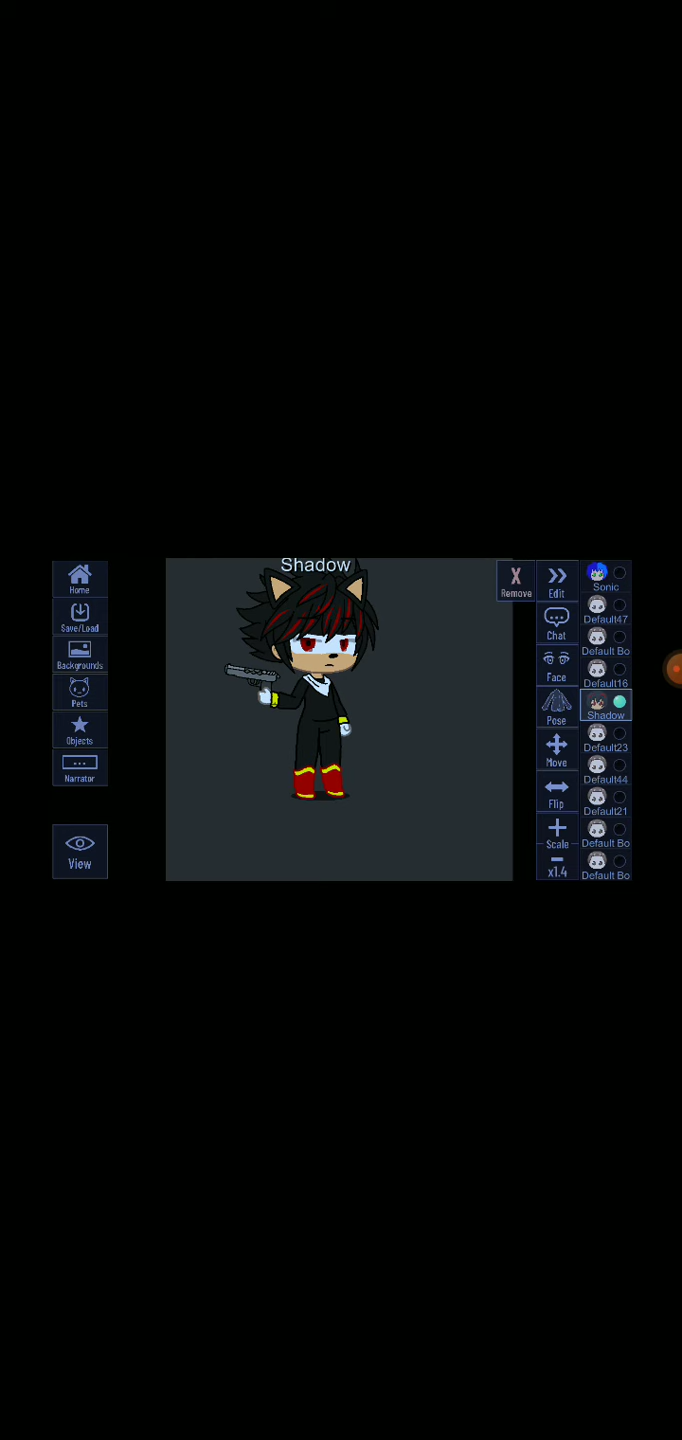 Shadow
Home
Save/Load
Backgrounds
Pets
Objects
Narrator
View
X
Remove
Edit
Chat
Face
Pose
Move
Flip
Scale
x1.4
Sonic
Default47
Default Bo
Default16
Shadow
Default23
Default44
Default21
Default Bo
Default Bo